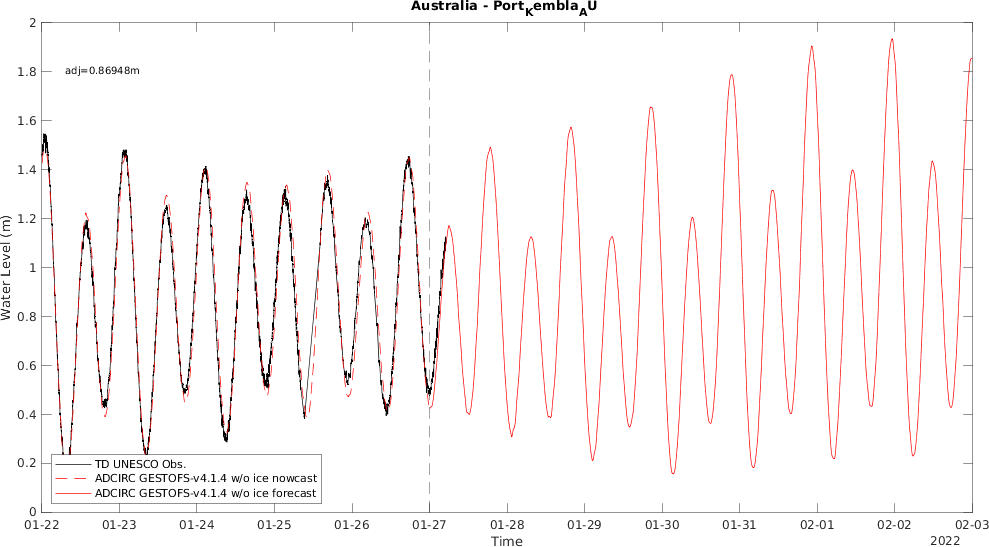 Australia - PortKemblaAU
adj=0.86948m
Water Level (m)
2
1.8
1.6
1.4
1.2
1
0.8
0.6
0.4
0
TD UNESCO Obs.
ADCIRC GESTOFS-v4.1.4 w/o ice nowcast
ADCIRC GESTOFS-v4.1.4 w/o ice forecast
01-22 01-23 01-24 01-25 01-26 01-27 01-28 01-29 01-30 01-31 02-01 02-02 02-03
Time
2022